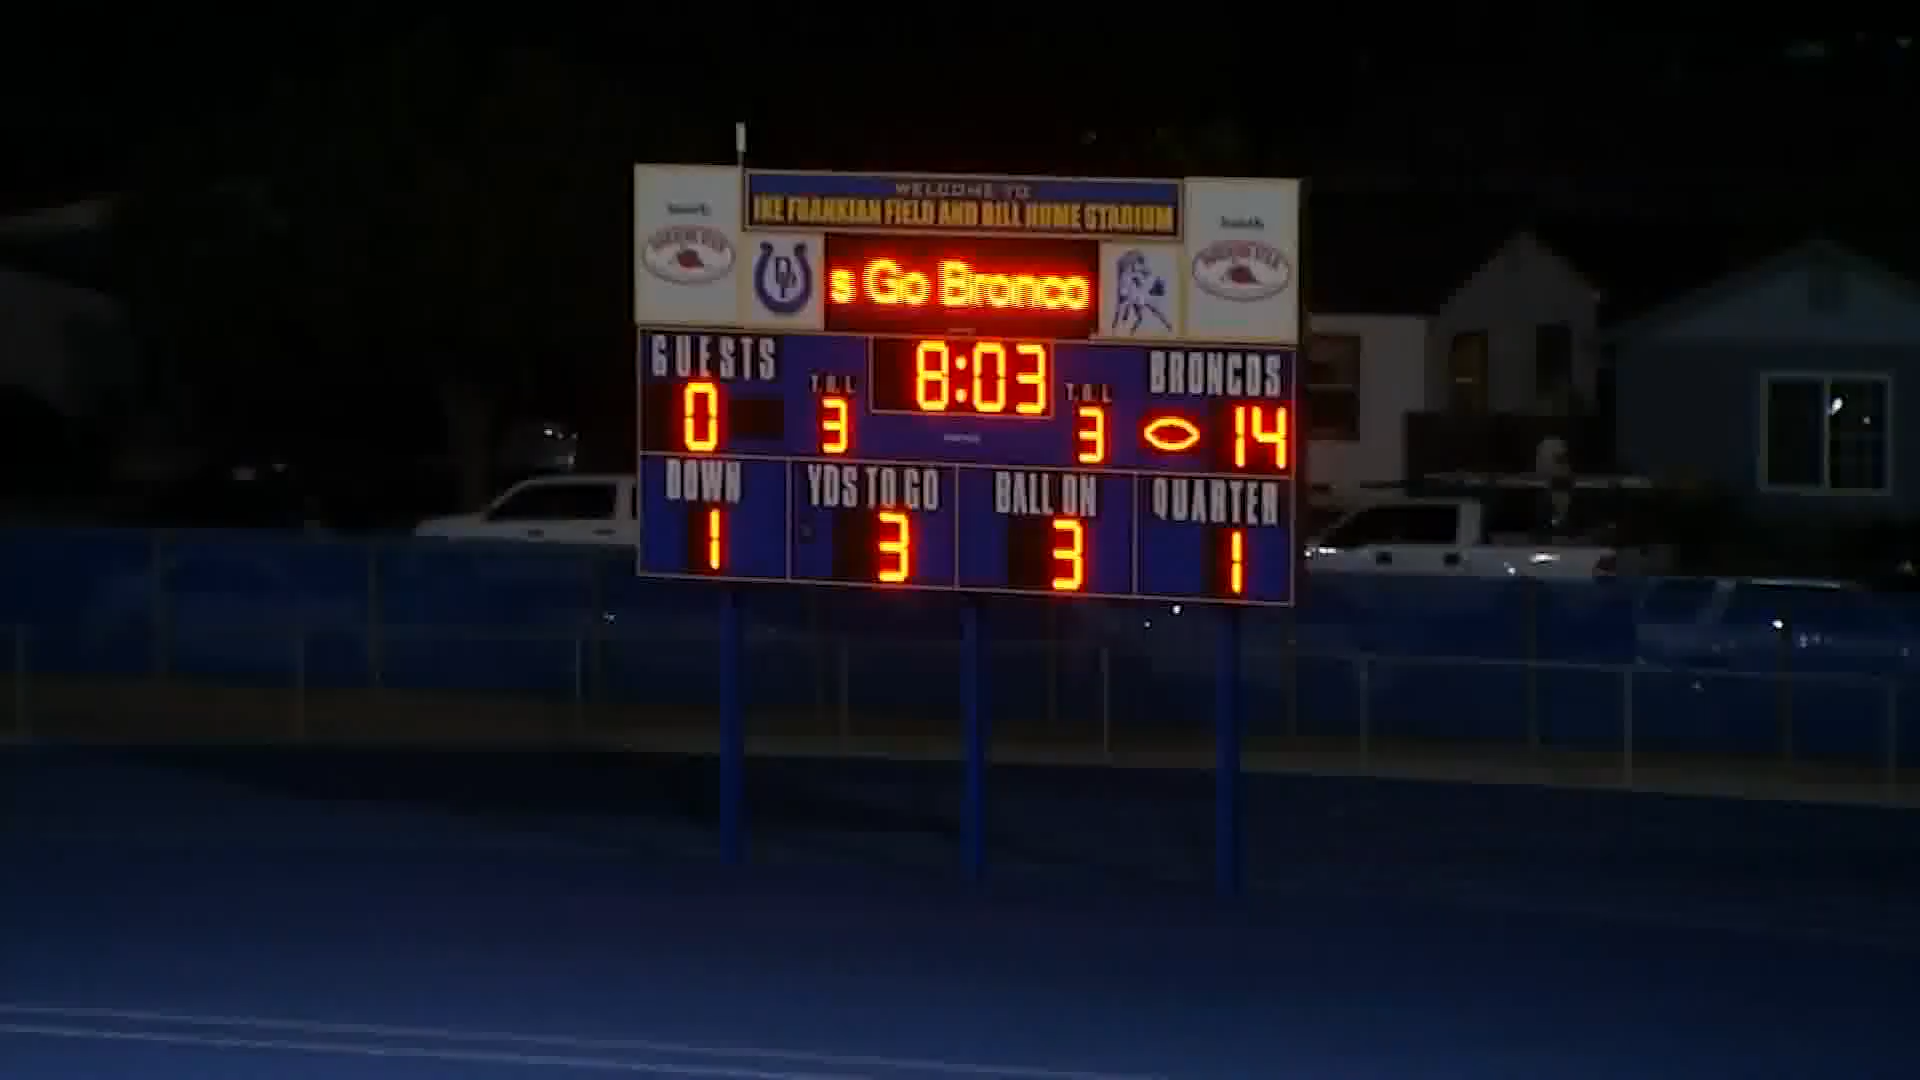 WELCOME TO
IKE FRANKIAN FIELD AND BILL HOME STADIUM
s Go Bronco
GUESTS
8:03
BRONCOS
T.O.L
T.O.L
0
3
3
14
DOWN
YDS TO GO
BALL ON
QUARTER
1
3
3
1